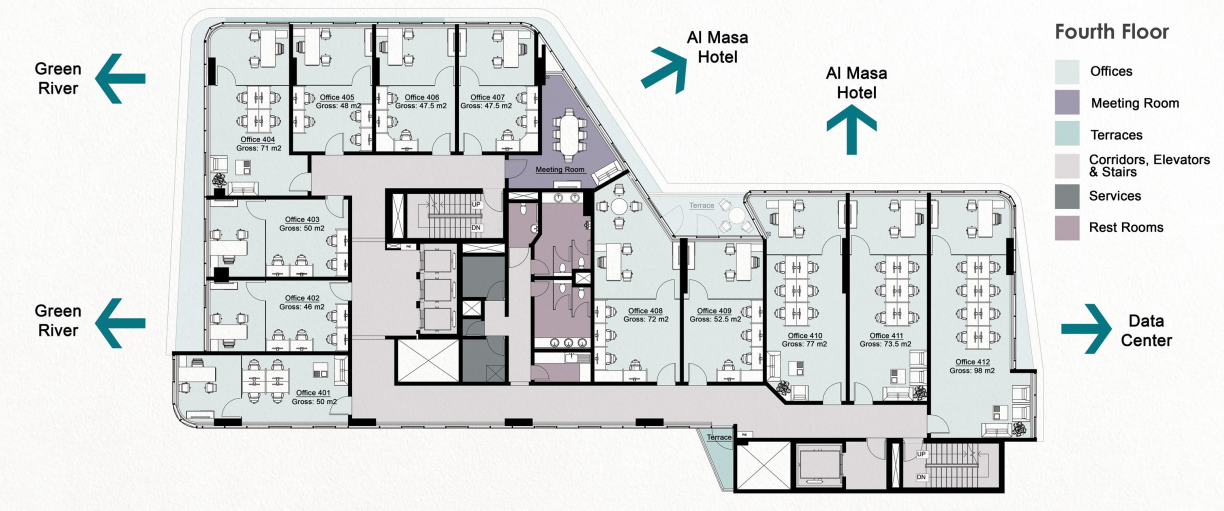 Fourth Floor
Offices
Meeting Room
Terraces
Corridors, Elevators
& Stairs
Services
Rest Rooms
Green
River
Al Masa
Hotel
Al Masa
Hotel
Green
River
Data
Center
Office 404
Gross: 71 m2
Office 405
Gross: 48 m2
Office 406
Gross: 47.5 m2
Office 407
Gross: 47.5 m2
Meeting Room
Office 403
Gross: 50 m2
UP
DN
Terrace
Office 402
Gross: 46 m2
Office 401
Gross: 50 m2
Office 408
Gross: 72 m2
Office 409
Gross: 52.5 m2
Office 410
Gross: 77 m2
Office 411
Gross: 73.5 m2
Office 412
Gross: 98 m2
Terrace
UP
DN